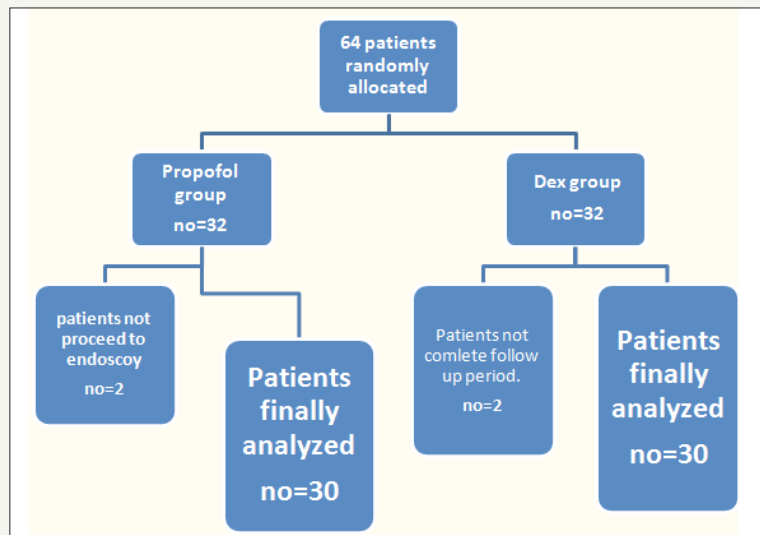 64 patients
randomly
allocated
Propofol
group
no=32
Dex group
no=32
patients not
proceed to
endoscoy
no=2
Patients
finally
analyzed
no=30
Patients not
comlete follow
up period.
no=2
Patients
finally
analyzed
no=30